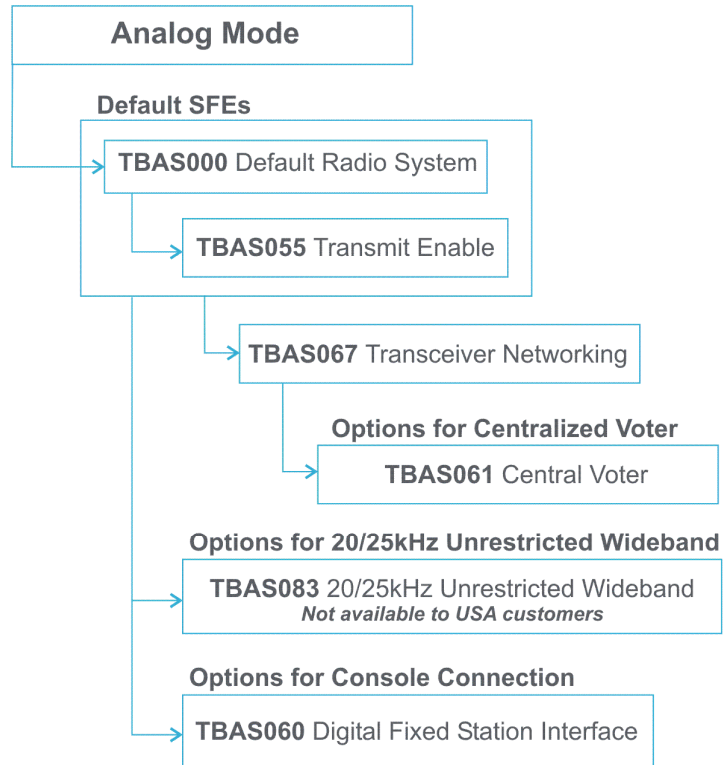 Analog Mode
Default SFEs
TBAS000 Default Radio System
TBAS055 Transmit Enable
TBAS067 Transceiver Networking
Options for Centralized Voter
TBAS061 Central Voter
Options for 20/25kHz Unrestricted Wideband
TBAS083 20/25kHz Unrestricted Wideband
Not available to USA customers
Options for Console Connection
TBAS060 Digital Fixed Station Interface